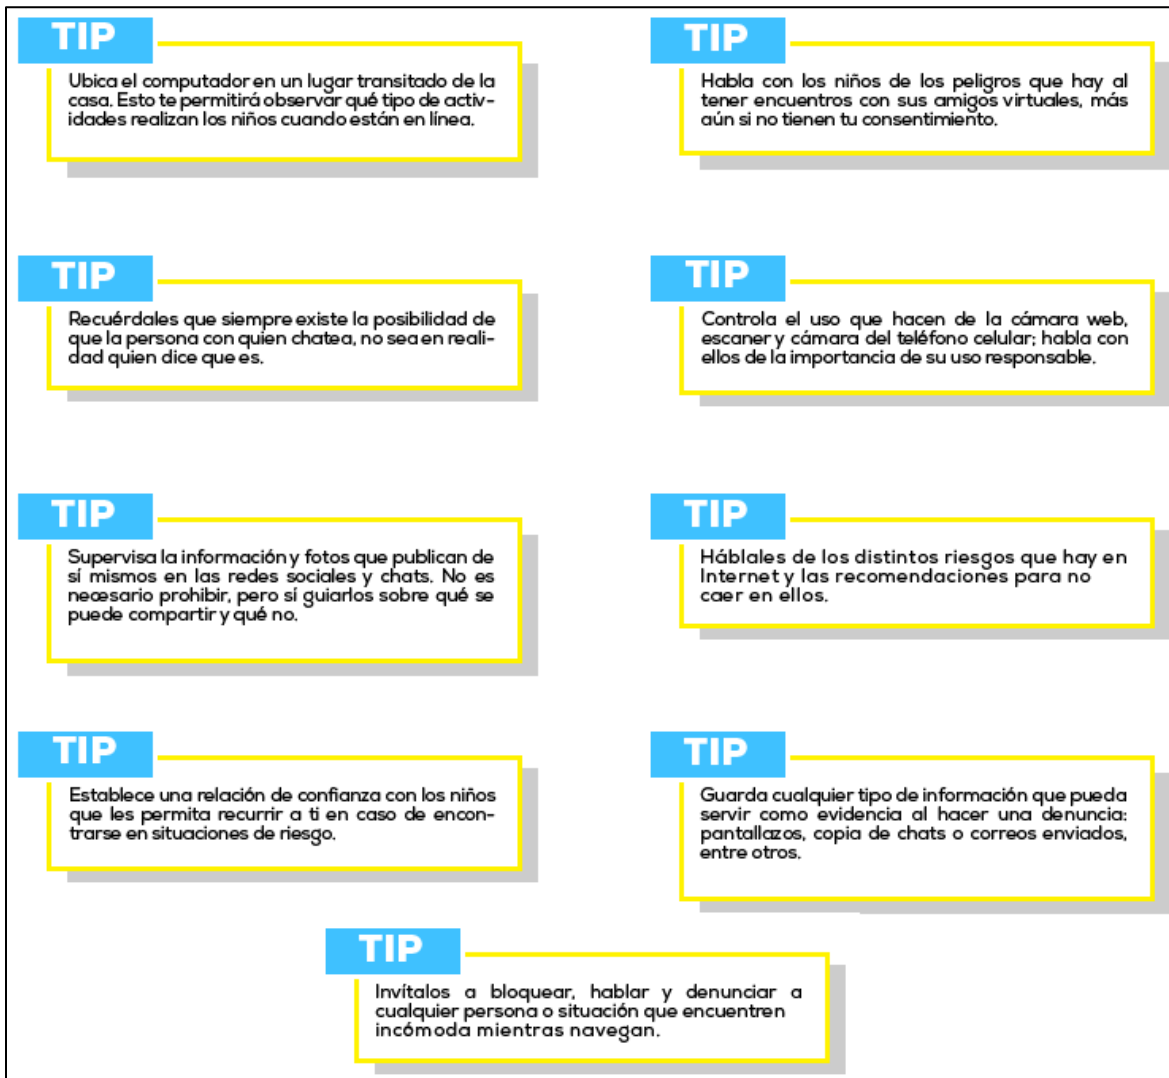 TIP
Ubica el computador en un lugar transitado de la
casa. Esto te permitirá observar qué tipo de activ-
idades realizan los niños cuando están en línea.
TIP
Habla con los niños de los peligros que hay al
tener encuentros con sus amigos virtuales, más
aún si no tienen tu consentimiento.
TIP
Recuérdales que siempre existe la posibilidad de
que la persona con quien chatea, no sea en reali-
dad quien dice que es.
TIP
Controla el uso que hacen de la cámara web,
escaner y cámara del teléfono celular; habla con
ellos de la importancia de su uso responsable.
TIP
Supervisa la información y fotos que publican de
sí mismos en las redes sociales y chats. No es
necesario prohibir, pero sí guiarlos sobre qué se
puede compartir y qué no.
TIP
Háblales de los distintos riesgos que hay en
Internet y las recomendaciones para no
caer en ellos.
TIP
Establece una relación de confianza con los niños
que les permita recurrir a ti en caso de encon-
trarse en situaciones de riesgo.
TIP
Guarda cualquier tipo de información que pueda
servir como evidencia al hacer una denuncia:
pantallazos, copia de chats o correos enviados,
entre otros.
TIP
Invítalos a bloquear, hablar y denunciar a
cualquier persona o situación que encuentren
incómoda mientras navegan.